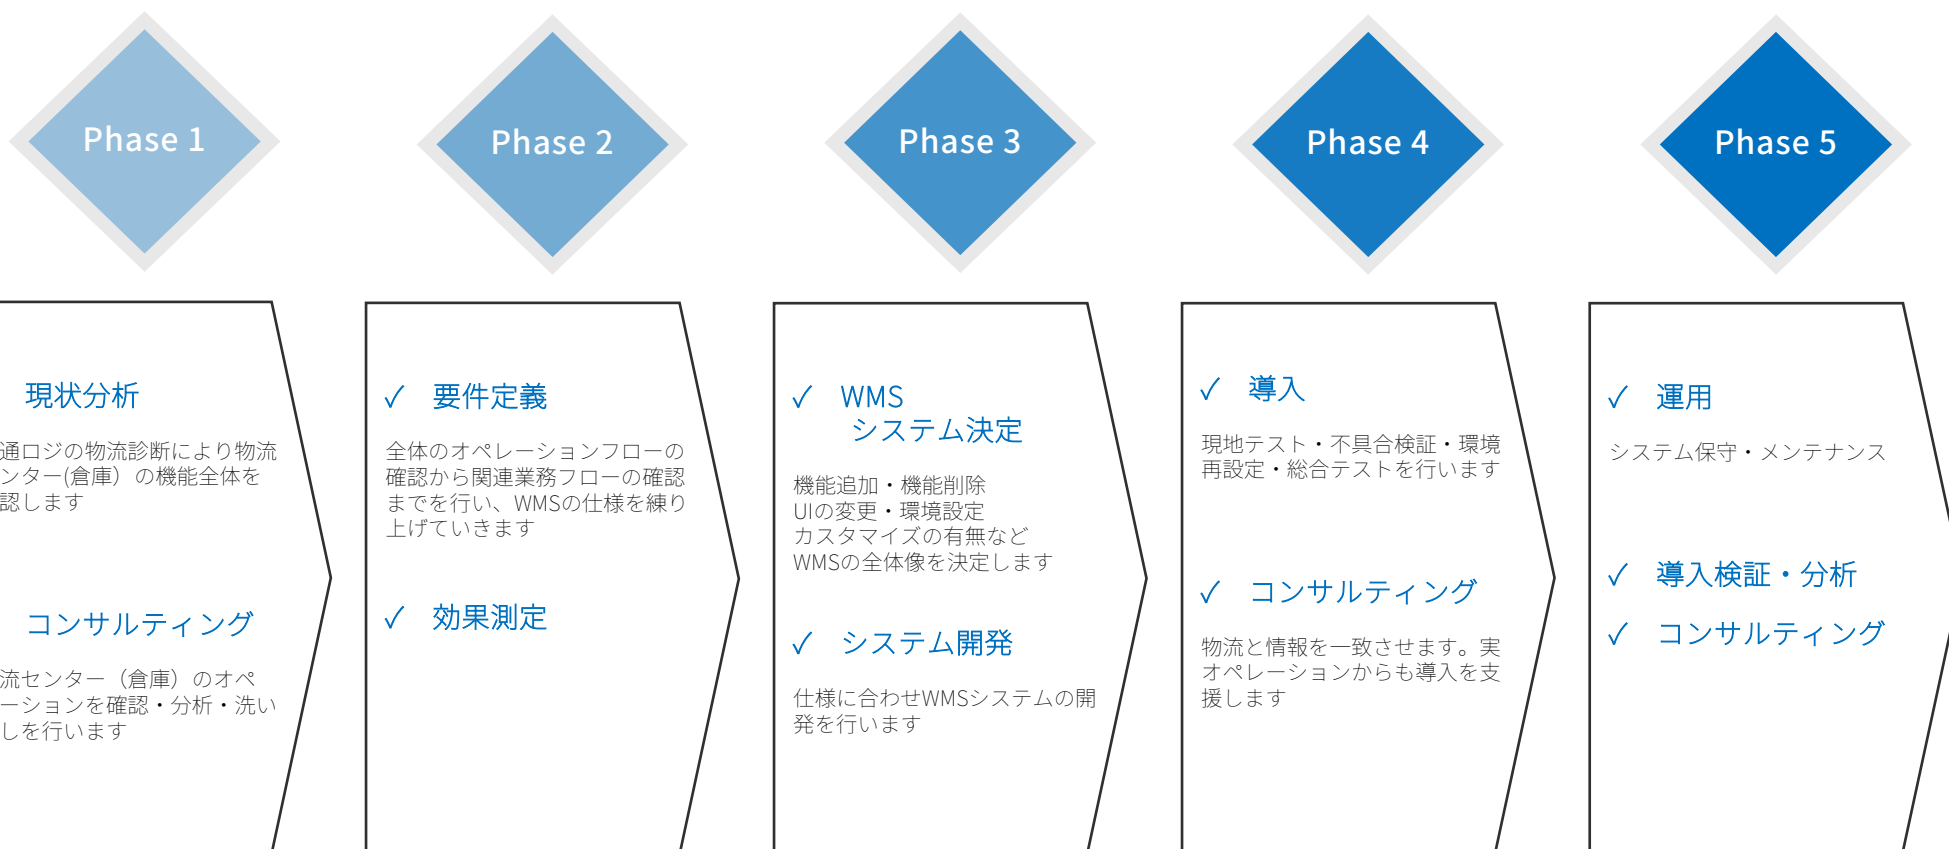 Phase 1
Phase 2
Phase 3
Phase 4
Phase 5
現状分析
通ロジの物流診断により物流
ンター(倉庫）の機能全体を
認します
コンサルティング
流センター（倉庫）のオペ
ーションを確認・分析・洗い
しを行います
✓ 要件定義
全体のオペレーションフローの
確認から関連業務フローの確認
までを行い、WMSの仕様を練り
上げていきます
✓ 効果測定
✓ WMS
システム決定
機能追加・機能削除
UIの変更・環境設定
カスタマイズの有無など
WMSの全体像を決定します
✓ システム開発
仕様に合わせWMSシステムの開
発を行います
✓ 導入
現地テスト・不具合検証・環境
再設定・総合テストを行います
✓ コンサルティング
物流と情報を一致させます。実
オペレーションからも導入を支
援します
✓ 運用
システム保守・メンテナンス
✓ 導入検証・分析
✓ コンサルティング